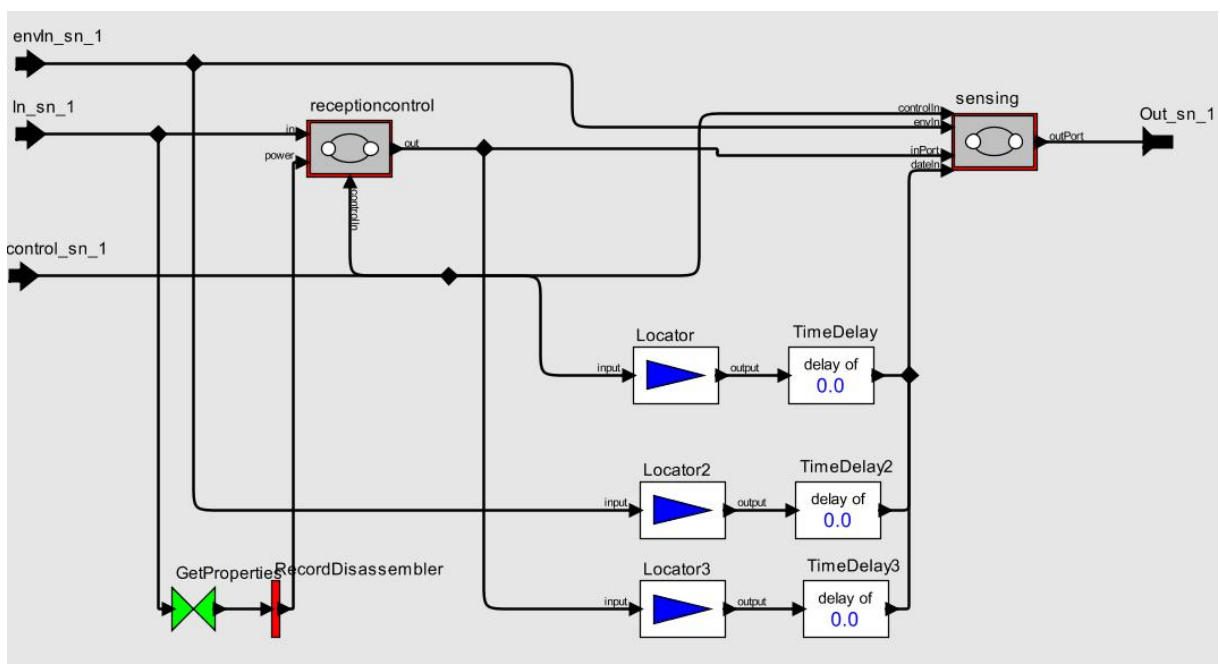 envIn_sn_1
In_sn_1
receptioncontrol
in
power
out
controlIn
control_sn_1
sensing
controlIn
envIn
inPort
dateIn
outPort
Out_sn_1
Locator
input
output
TimeDelay
delay of
0.0
Locator2
input
output
TimeDelay2
delay of
0.0
GetProperties
RecordDisassembler
Locator3
input
output
TimeDelay3
delay of
0.0